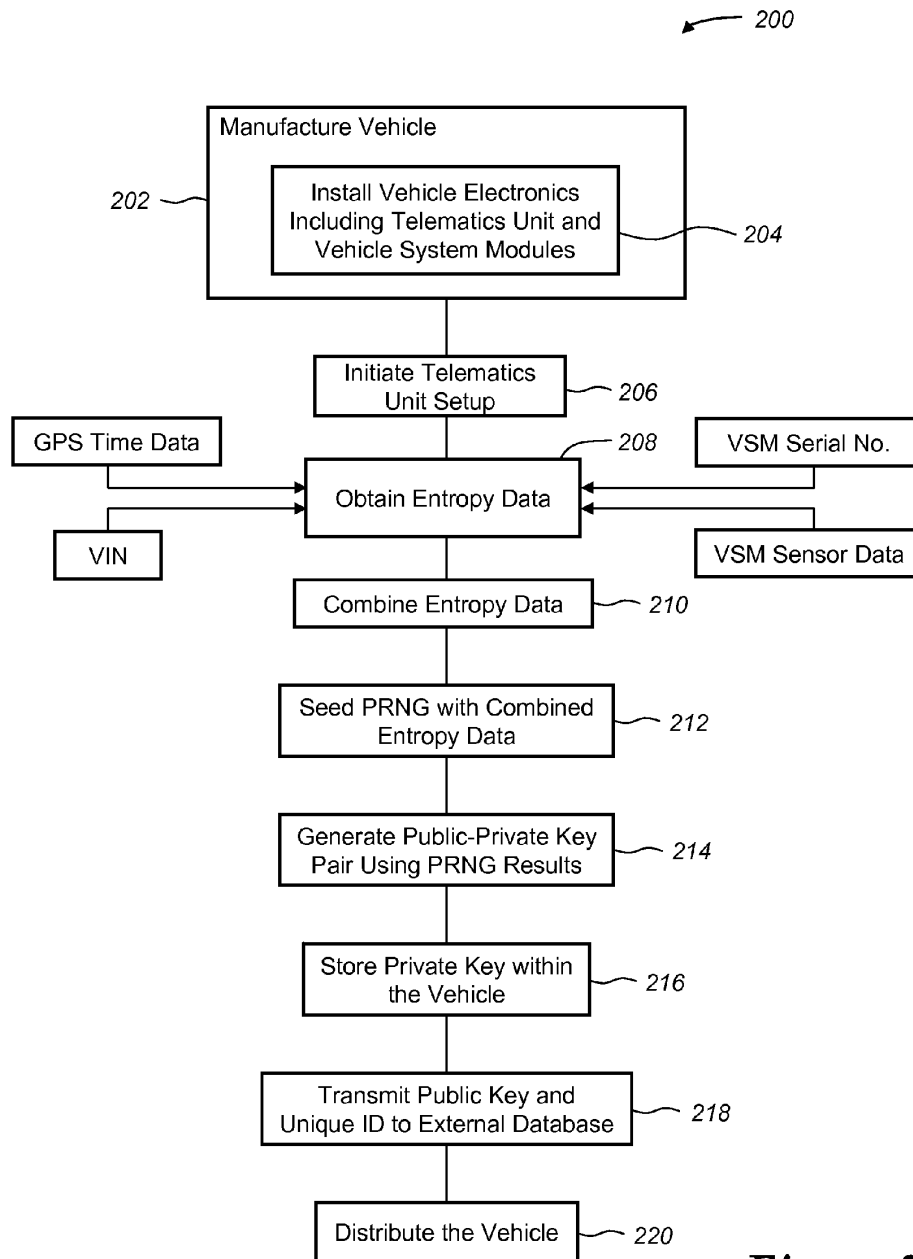 200
Manufacture Vehicle
202
Install Vehicle Electronics
Including Telematics Unit and
Vehicle System Modules
204
Initiate Telematics
Unit Setup
206
GPS Time Data
208
VSM Serial No.
Obtain Entropy Data
VIN
VSM Sensor Data
Combine Entropy Data
210
Seed PRNG with Combined
Entropy Data
212
Generate Public-Private Key
Pair Using PRNG Results
214
Store Private Key within
the Vehicle
216
Transmit Public Key and
Unique ID to External Database
218
Distribute the Vehicle
220